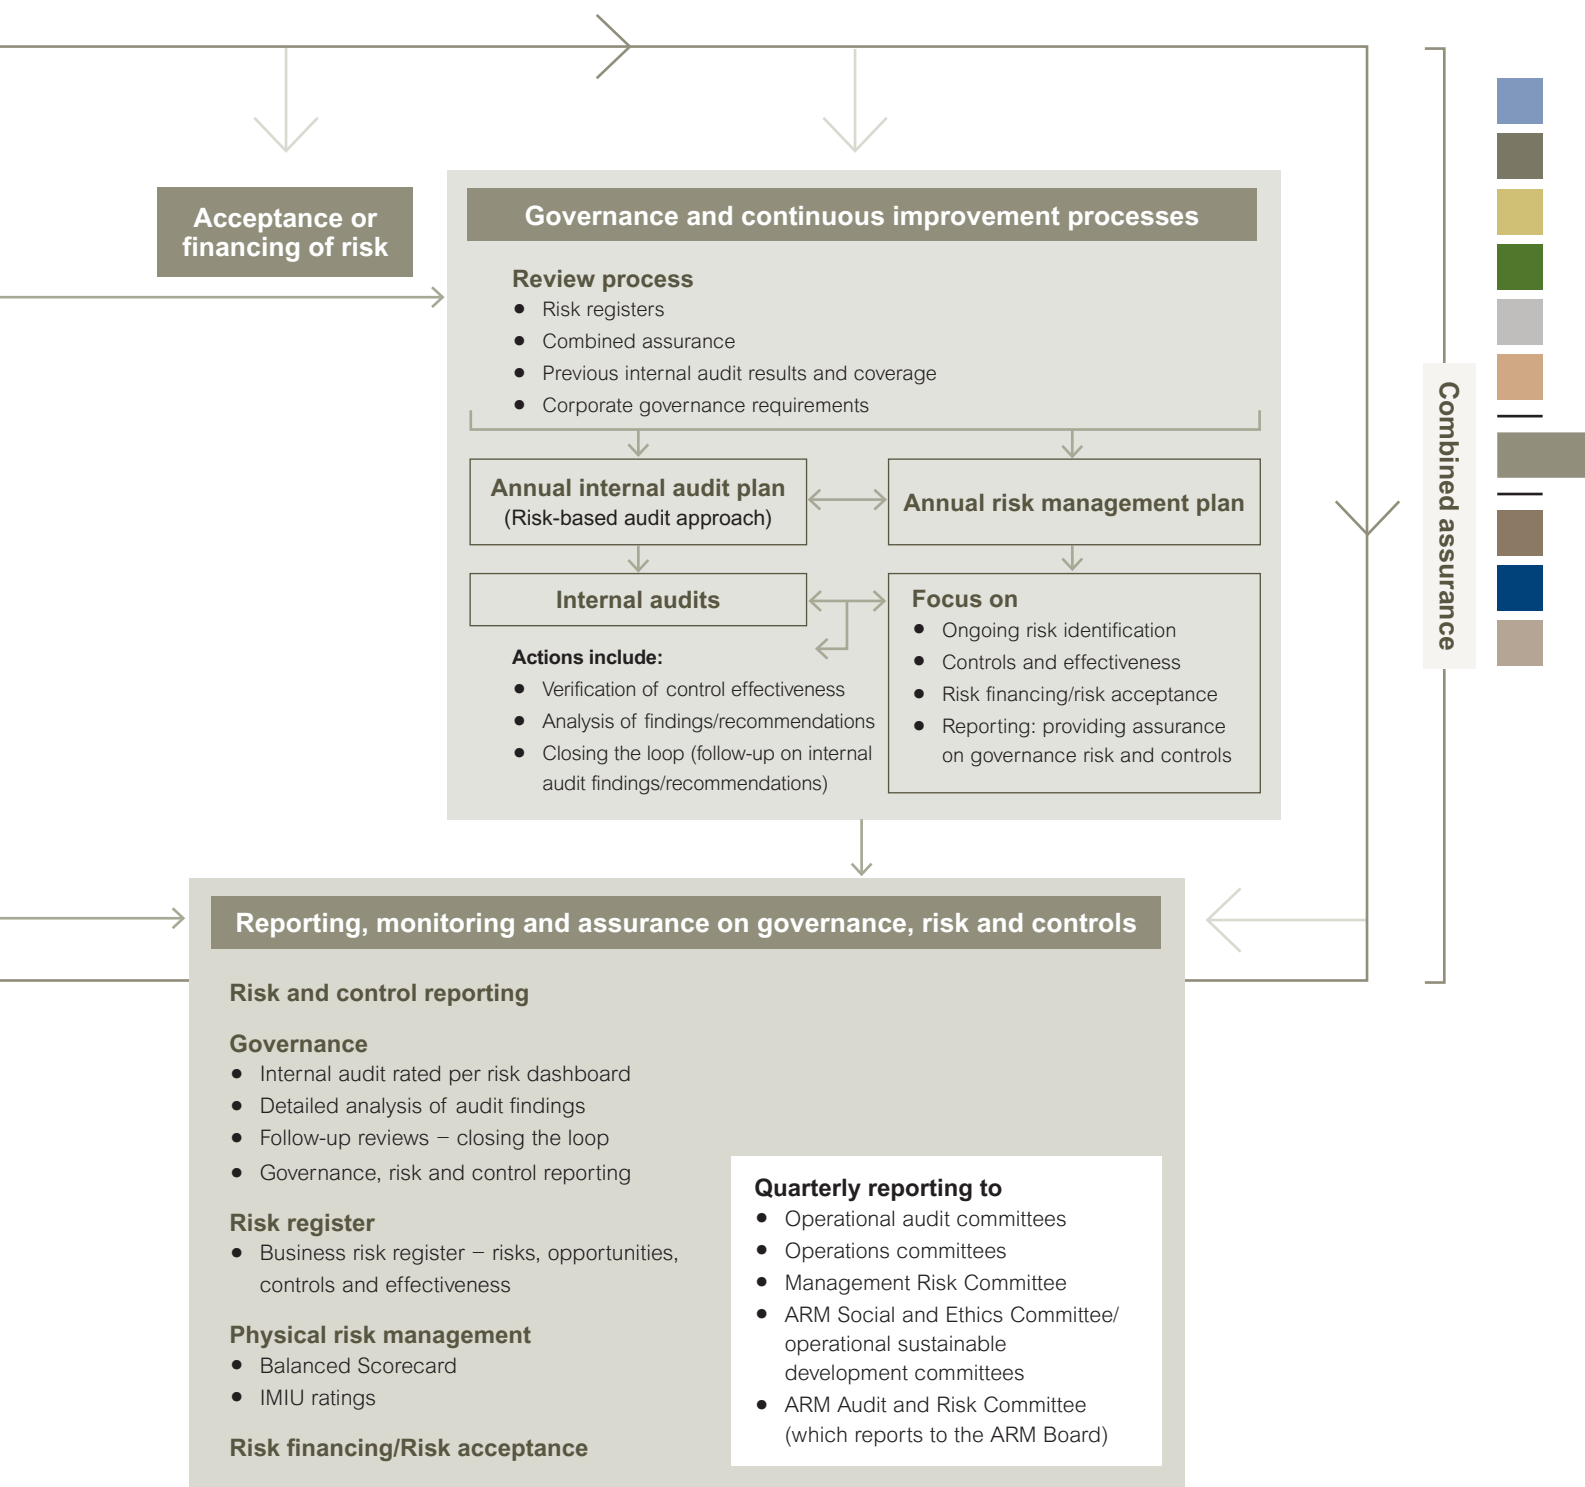 Acceptance or
financing of risk
Governance and continuous improvement processes
Review process
• Risk registers
• Combined assurance
• Previous internal audit results and coverage
• Corporate governance requirements
Annual internal audit plan
(Risk-based audit approach)
Annual risk management plan
Internal audits
Actions include:
• Verification of control effectiveness
• Analysis of findings/recommendations
• Closing the loop (follow-up on internal
audit findings/recommendations)
Focus on
• Ongoing risk identification
• Controls and effectiveness
• Risk financing/risk acceptance
• Reporting: providing assurance
on governance risk and controls
Combined assurance
Reporting, monitoring and assurance on governance, risk and controls
Risk and control reporting
Governance
• Internal audit rated per risk dashboard
• Detailed analysis of audit findings
• Follow-up reviews – closing the loop
• Governance, risk and control reporting
Risk register
• Business risk register – risks, opportunities,
controls and effectiveness
Physical risk management
• Balanced Scorecard
• IMIU ratings
Risk financing/Risk acceptance
Quarterly reporting to
• Operational audit committees
• Operations committees
• Management Risk Committee
• ARM Social and Ethics Committee/
operational sustainable
development committees
• ARM Audit and Risk Committee
(which reports to the ARM Board)